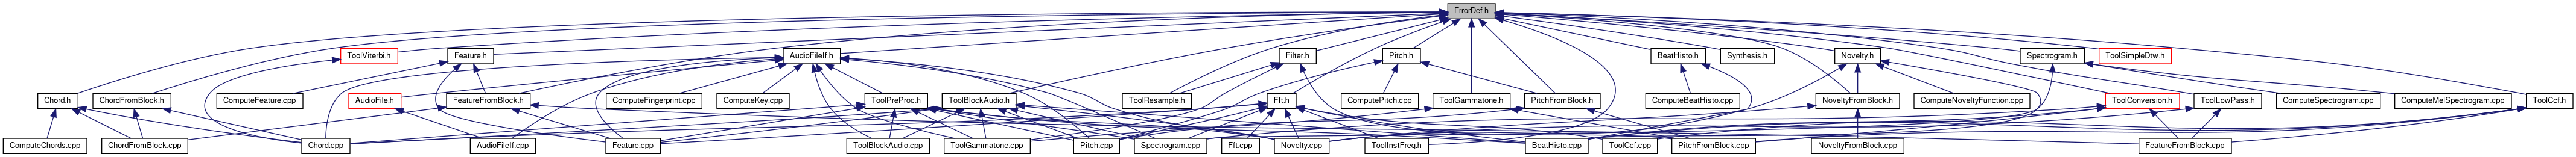 ErrorDef.h
ToolViterbi.h
Feature.h
AudioFileIf.h
Filter.h
Pitch.h
BeatHisto.h
Synthesis.h
Novelty.h
Spectrogram.h
ToolSimpleDtw.h
Chord.h
ChordFromBlock.h
ComputeFeature.cpp
AudioFile.h
FeatureFromBlock.h
ComputeFingerprint.cpp
ComputeKey.cpp
ToolPreProc.h
ToolBlockAudio.h
ToolResample.h
Fft.h
ComputePitch.cpp
ToolGammatone.h
PitchFromBlock.h
ComputeBeatHisto.cpp
NoveltyFromBlock.h
ComputeNoveltyFunction.cpp
ToolConversion.h
ToolLowPass.h
ComputeSpectrogram.cpp
ComputeMelSpectrogram.cpp
ToolCcf.h
ComputeChords.cpp
ChordFromBlock.cpp
Chord.cpp
AudioFileIf.cpp
Feature.cpp
ToolBlockAudio.cpp
ToolGammatone.cpp
Pitch.cpp
Spectrogram.cpp
Fft.cpp
Novelty.cpp
ToolInstFreq.h
BeatHisto.cpp
ToolCcf.cpp
PitchFromBlock.cpp
NoveltyFromBlock.cpp
FeatureFromBlock.cpp